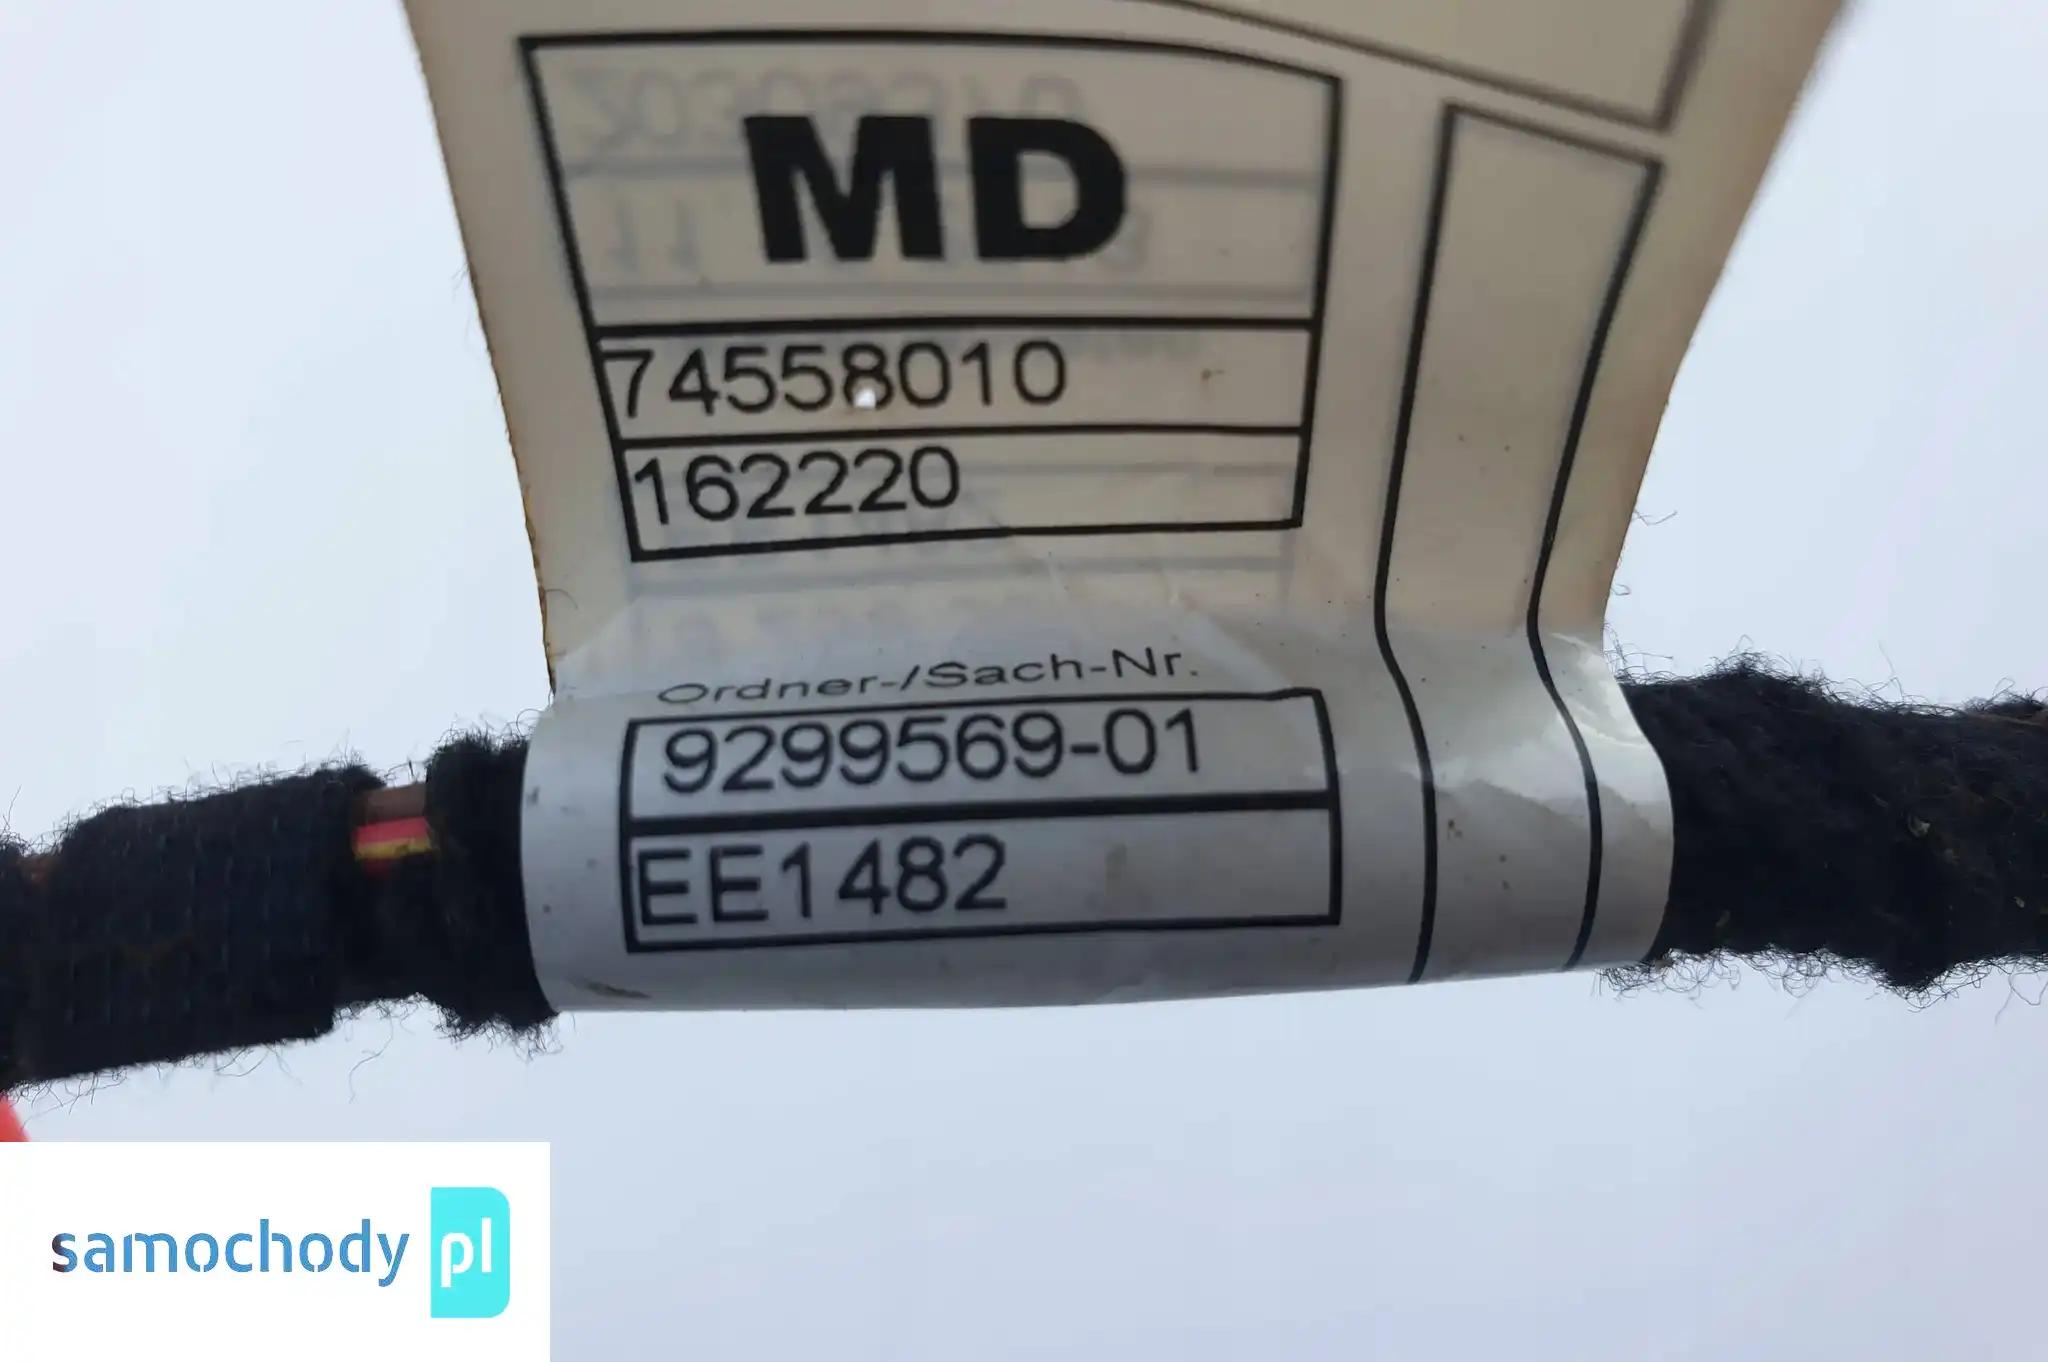 MD
74558010
162220
Ordner-/Sach-Nr.
9299569-01
EE1482
samochody pl